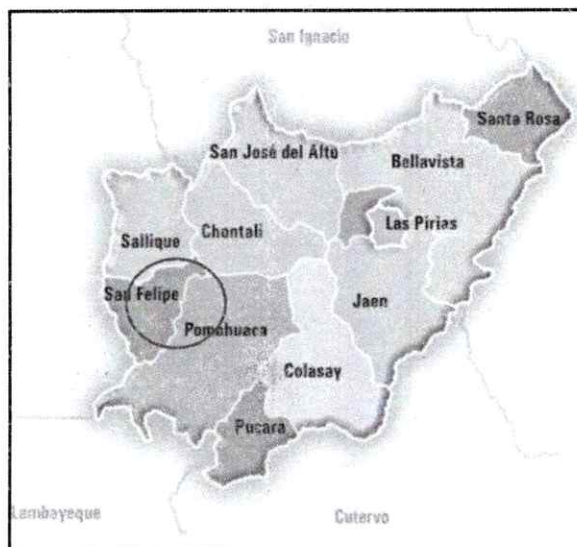 San Ignacio
Santa Rosa
San José del Alto
Bellavista
Las Pirias
Chontali
Sallique
San Felipe
Jaen
Pomahuaca
Colasay
Pucara
Lambayeque
Cutervo